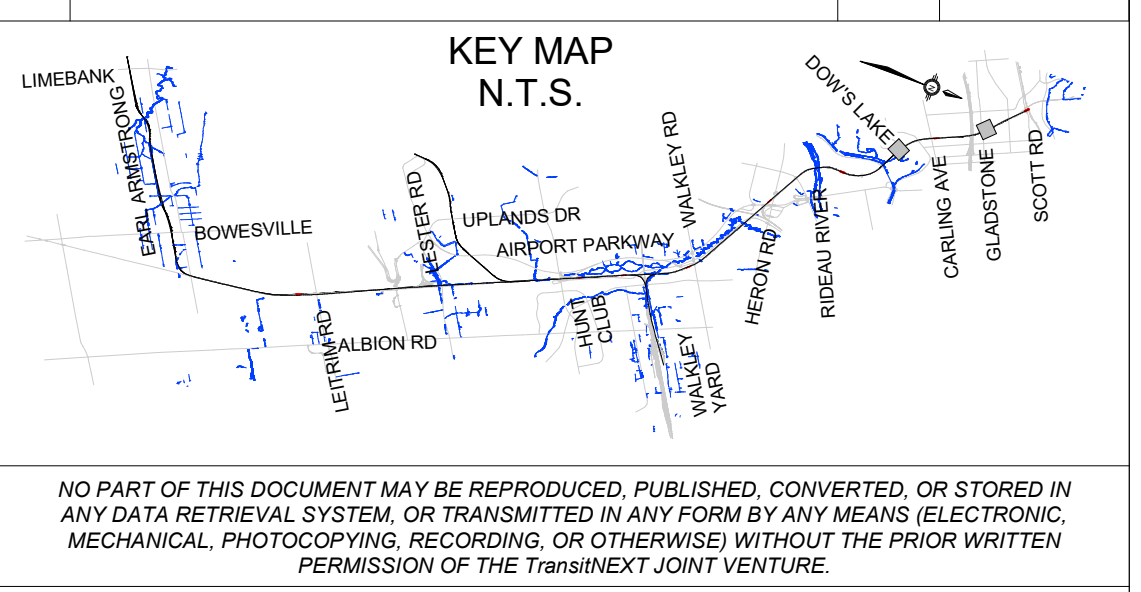 KEY MAP
N.T.S.
LIMEBANK
EARL ARMSTRONG
BOWESVILLE
LESTER RD
UPLANDS DR
AIRPORT PARKWAY
WALKLEY RD
DOW'S LAKE
N
HERON RD
RIDEAU RIVER
CARLING AVE
GLADSTONE
SCOTT RD
LEITRIM RD
ALBION RD
HUNT
CLUB
WALKLEY
YARD
NO PART OF THIS DOCUMENT MAY BE REPRODUCED, PUBLISHED, CONVERTED, OR STORED IN
ANY DATA RETRIEVAL SYSTEM, OR TRANSMITTED IN ANY FORM BY ANY MEANS (ELECTRONIC,
MECHANICAL, PHOTOCOPYING, RECORDING, OR OTHERWISE) WITHOUT THE PRIOR WRITTEN
PERMISSION OF THE TransitNEXT JOINT VENTURE.